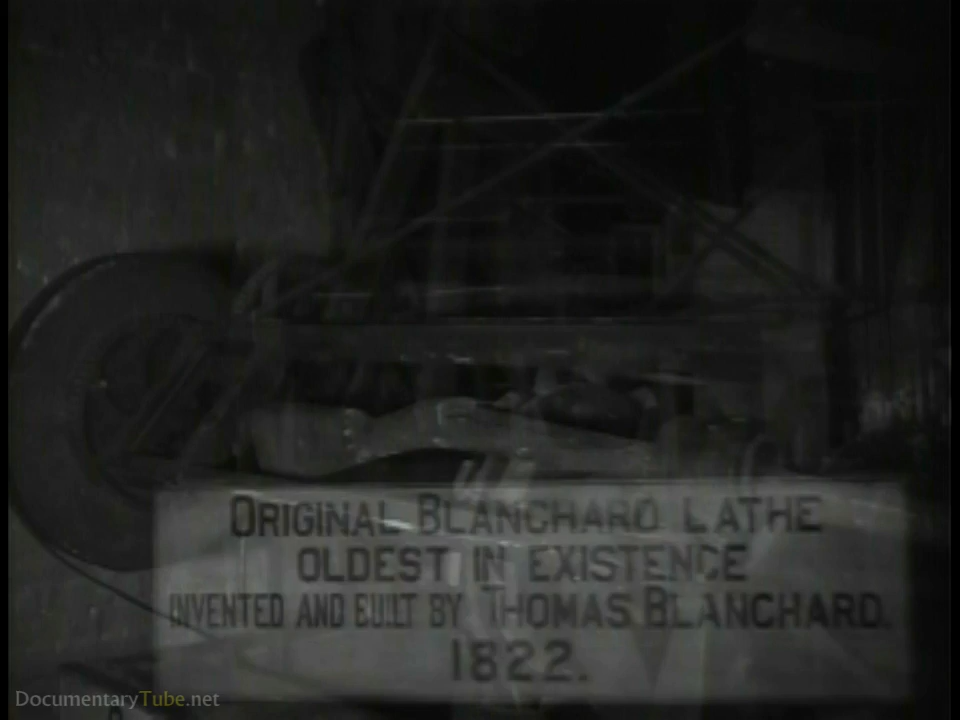 ORIGINAL BLANCHARD LATHE
OLDEST IN EXISTENCE
INVENTED AND BUILT BY THOMAS BLANCHARD.
1822.
DocumentaryTube.net